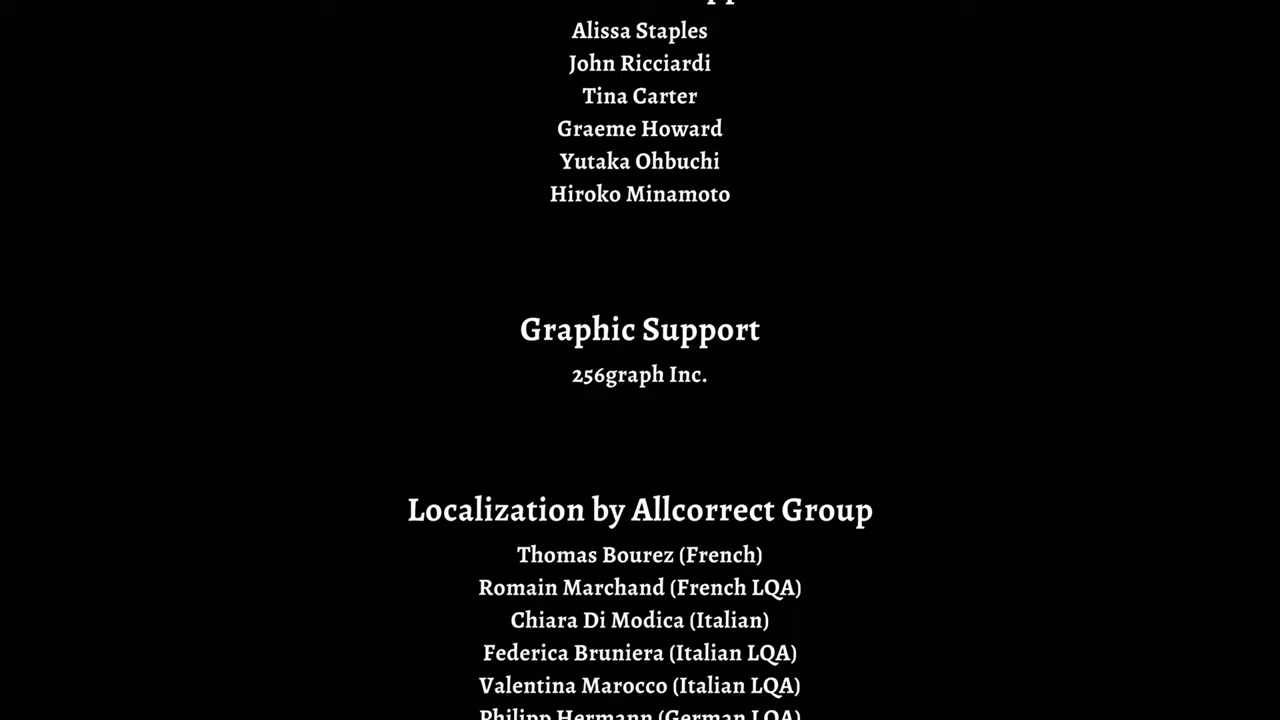 Alissa Staples
John Ricciardi
Tina Carter
Graeme Howard
Yutaka Ohbuchi
Hiroko Minamoto
Graphic Support
256graph Inc.
Localization by Allcorrect Group
Thomas Bourez (French)
Romain Marchand (French LQA)
Chiara Di Modica (Italian)
Federica Bruniera (Italian LQA)
Valentina Marocco (Italian LQA)
Philipp Hermann (German LQA)